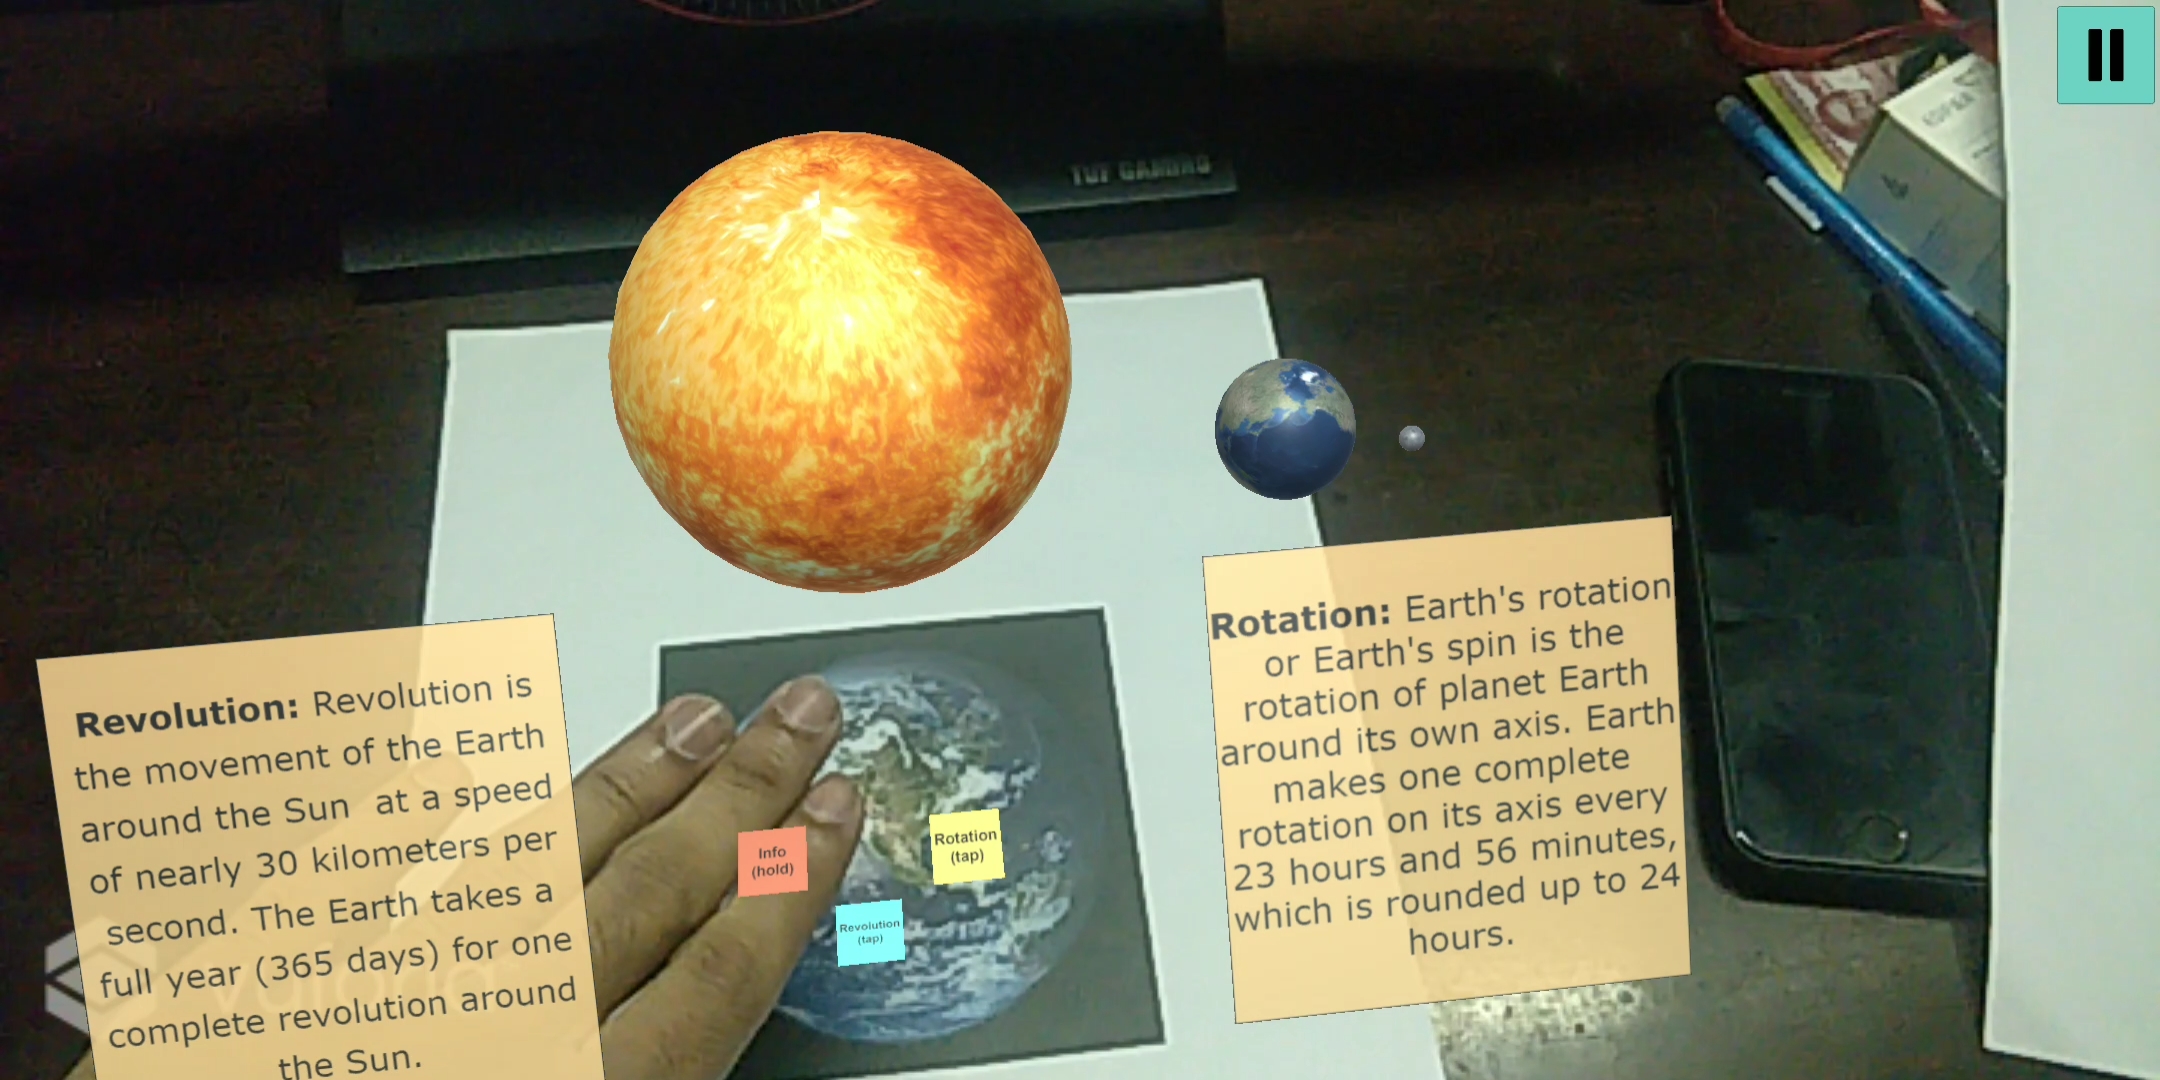 TUF GAMING
Revolution: Revolution is
the movement of the Earth
around the Sun at a speed
of nearly 30 kilometers per
second. The Earth takes a
full year (365 days) for one
complete revolution around
the Sun.
Info
(hold)
Rotation
(tap)
Revolution
(tap)
Rotation: Earth's rotation
or Earth's spin is the
rotation of planet Earth
around its own axis. Earth
makes one complete
rotation on its axis every
23 hours and 56 minutes,
which is rounded up to 24
hours.